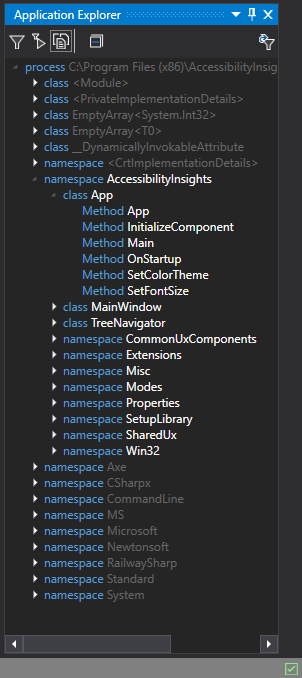 Application Explorer
process C:\Program Files (x86)\AccessibilityInsig
class <Module>
class <PrivateImplementationDetails>
class EmptyArray<System.Int32>
class EmptyArray<T0>
class __DynamicallyInvokableAttribute
namespace <CrtImplementationDetails>
namespace AccessibilityInsights
class App
Method App
Method InitializeComponent
Method Main
Method OnStartup
Method SetColorTheme
Method SetFontSize
class MainWindow
class TreeNavigator
namespace CommonUxComponents
namespace Extensions
namespace Misc
namespace Modes
namespace Properties
namespace SetupLibrary
namespace SharedUx
namespace Win32
namespace Axe
namespace CSharpx
namespace CommandLine
namespace MS
namespace Microsoft
namespace Newtonsoft
namespace RailwaySharp
namespace Standard
namespace System